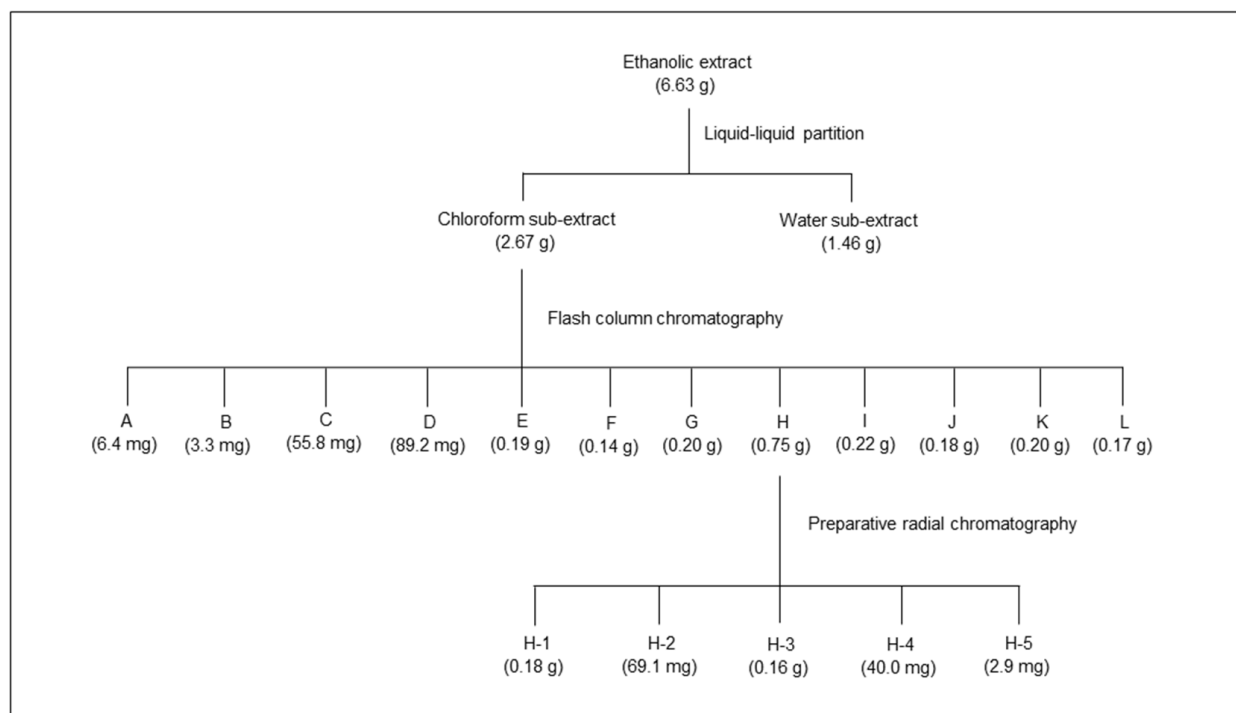 Ethanolic extract
(6.63 g)
Liquid-liquid partition
Chloroform sub-extract
(2.67 g)
Water sub-extract
(1.46 g)
Flash column chromatography
A
(6.4 mg)
B
(3.3 mg)
C
(55.8 mg)
D
(89.2 mg)
E
(0.19 g)
F
(0.14 g)
G
(0.20 g)
H
(0.75 g)
I
(0.22 g)
J
(0.18 g)
K
(0.20 g)
L
(0.17 g)
Preparative radial chromatography
H-1
(0.18 g)
H-2
(69.1 mg)
H-3
(0.16 g)
H-4
(40.0 mg)
H-5
(2.9 mg)